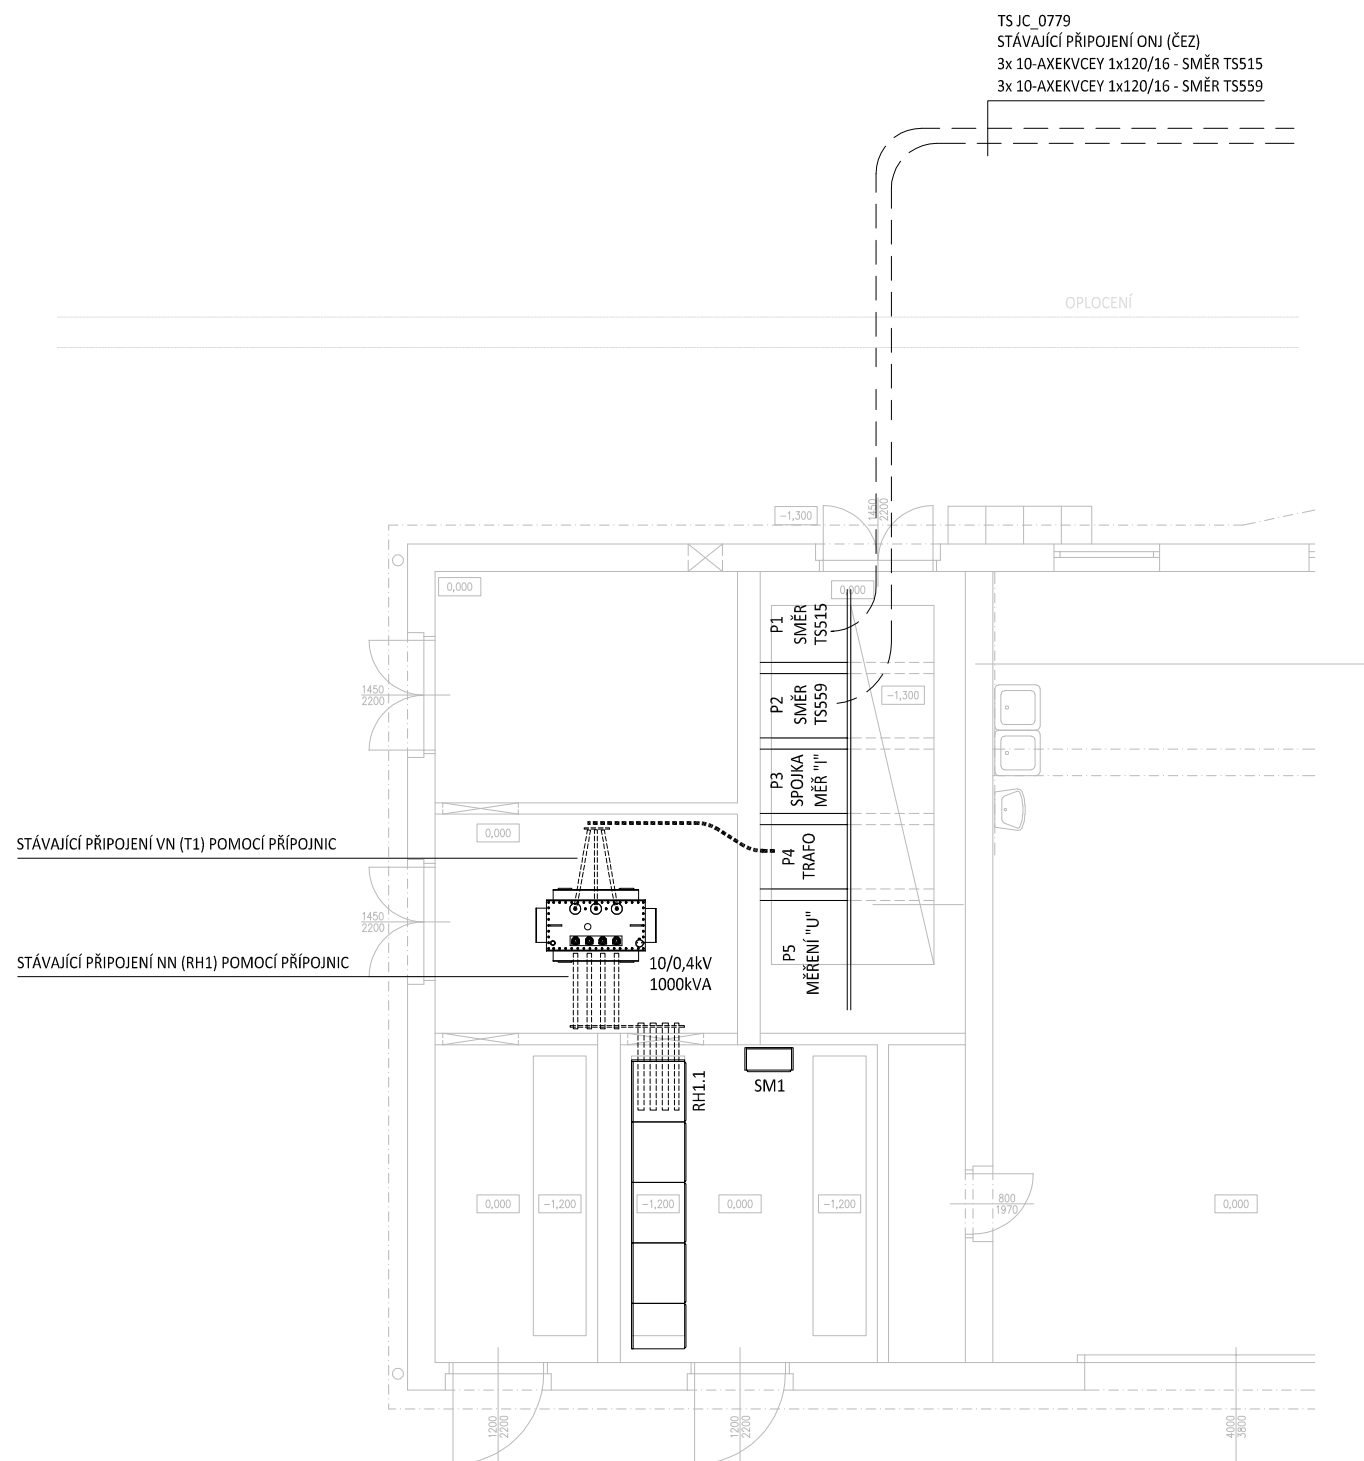 TS JC_0779
STÁVAJÍCÍ PŘIPOJENÍ ONJ (ČEZ)
3x 10-AXEKVCEY 1x120/16 - SMĚR TS515
3x 10-AXEKVCEY 1x120/16 - SMĚR TS559
OPLOCENÍ
1450
2200
-1,300
0,000
0,000
P1
SMĚR
TS515
P2
SMĚR
TS559
-1,300
1450
2200
P3
SPOJKA
MĚŘ "I"
0,000
STÁVAJÍCÍ PŘIPOJENÍ VN (T1) POMOCÍ PŘÍPOJNIC
P4
TRAFO
1450
2200
P5
MĚŘENÍ "U"
STÁVAJÍCÍ PŘIPOJENÍ NN (RH1) POMOCÍ PŘÍPOJNIC
10/0,4kV
1000kVA
RH1.1
SM1
0,000
-1,200
-1,200
0,000
-1,200
800
1970
0,000
1200
2200
1200
2200
4000
3800